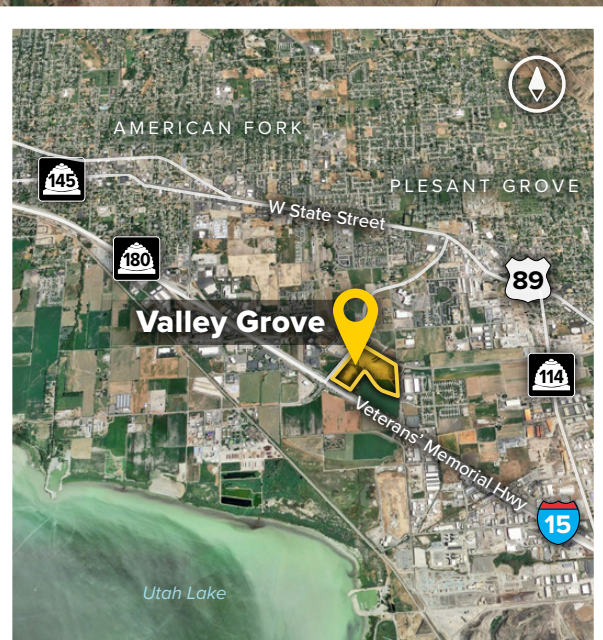 AMERICAN FORK
145
PLESANT GROVE
W State Street
180
89
Valley Grove
114
Veterans' Memorial Hwy
15
Utah Lake